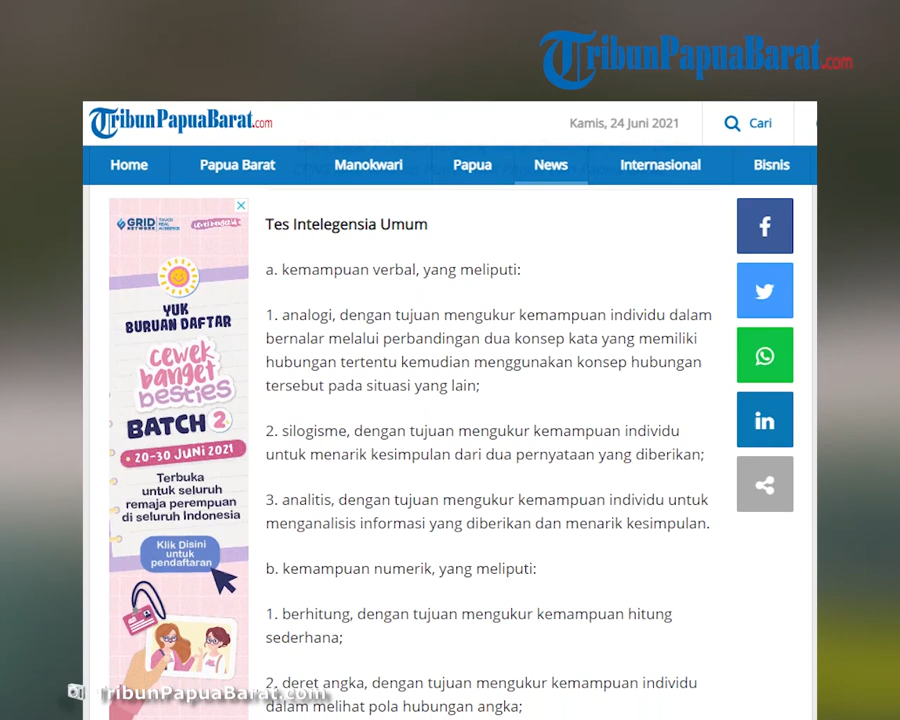 TribunPapuaBarat.com
TribunPapuaBarat.com
Kamis, 24 Juni 2021
Cari
Home
Papua Barat
Manokwari
Papua
News
Internasional
Bisnis
GRID
NETWORK
YUK
BURUAN DAFTAR
cewek
banget
besties
BATCH 2
• 20-30 JUNI 2021
Terbuka
untuk seluruh
remaja perempuan
di seluruh Indonesia
Klik Disini
untuk
pendaftaran
Tes Intelegensia Umum
a. kemampuan verbal, yang meliputi:
1. analogi, dengan tujuan mengukur kemampuan individu dalam
bernalar melalui perbandingan dua konsep kata yang memiliki
hubungan tertentu kemudian menggunakan konsep hubungan
tersebut pada situasi yang lain;
2. silogisme, dengan tujuan mengukur kemampuan individu
untuk menarik kesimpulan dari dua pernyataan yang diberikan;
3. analitis, dengan tujuan mengukur kemampuan individu untuk
menganalisis informasi yang diberikan dan menarik kesimpulan.
b. kemampuan numerik, yang meliputi:
1. berhitung, dengan tujuan mengukur kemampuan hitung
sederhana;
2. deret angka, dengan tujuan mengukur kemampuan individu
dalam melihat pola hubungan angka;
TribunPapuaBarat.com